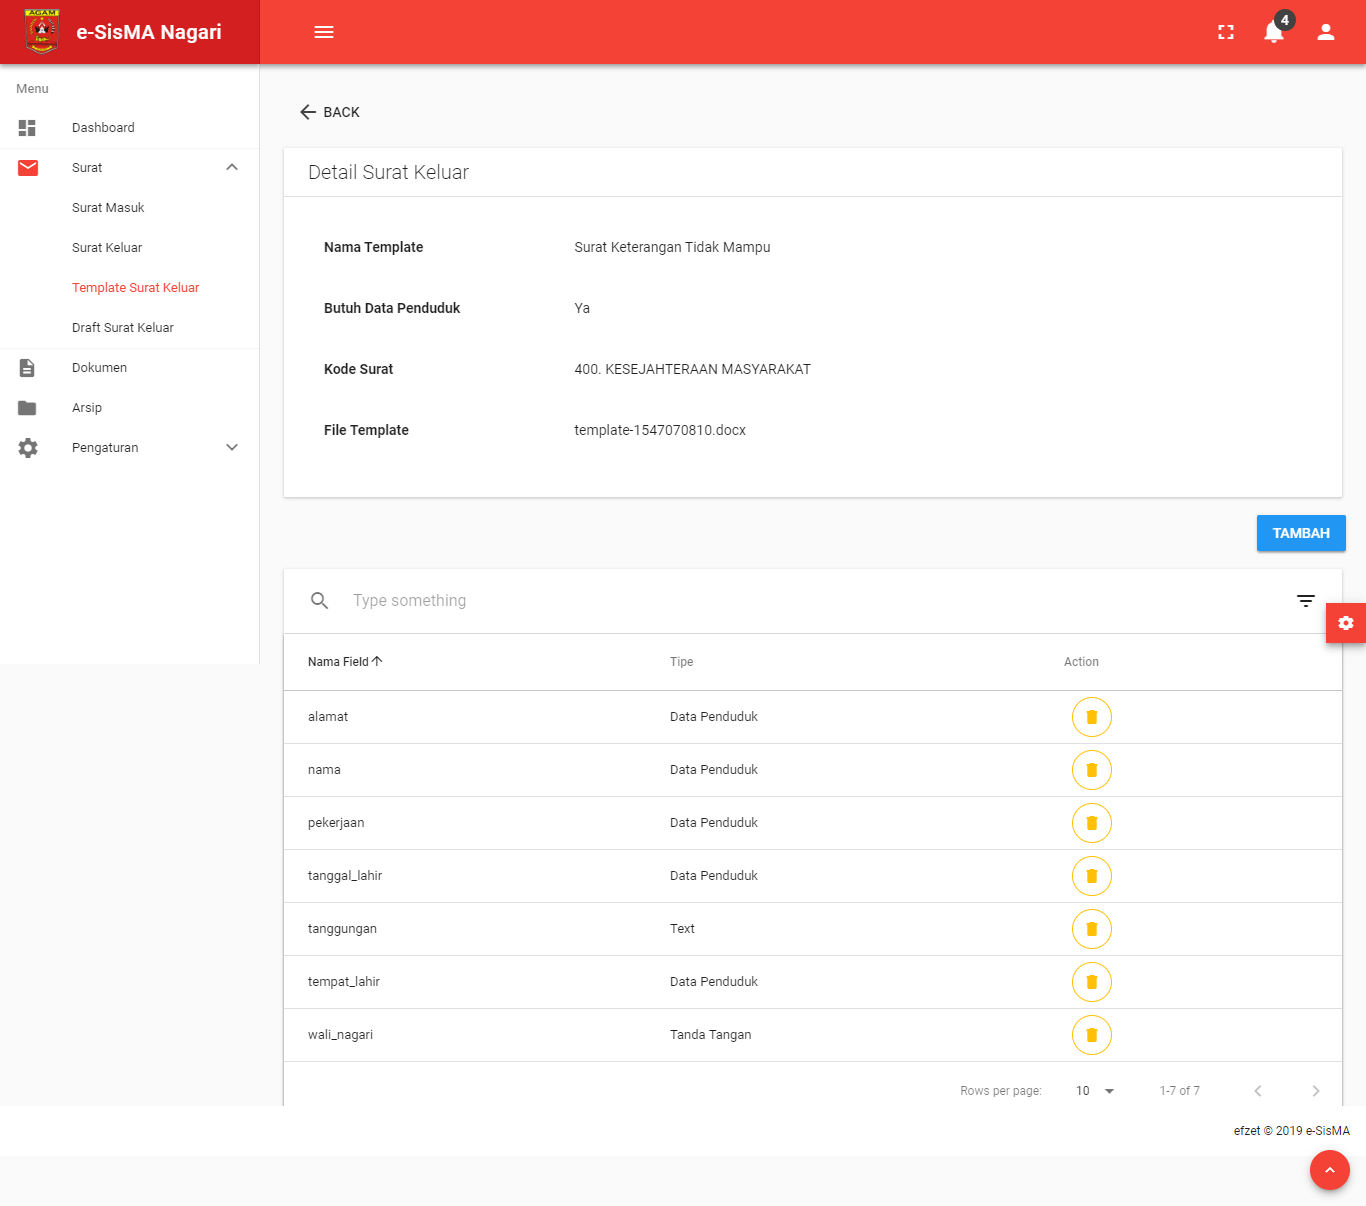 AGAM
e-SisMA Nagari
4
Menu
Dashboard
Surat
Surat Masuk
Surat Keluar
Template Surat Keluar
Draft Surat Keluar
Dokumen
Arsip
Pengaturan
BACK
Detail Surat Keluar
Nama Template Surat Keterangan Tidak Mampu
Butuh Data Penduduk Ya
Kode Surat 400. KESEJAHTERAAN MASYARAKAT
File Template template-1547070810.docx
TAMBAH
Type something
Nama Field Tipe Action
alamat Data Penduduk
nama Data Penduduk
pekerjaan Data Penduduk
tanggal_lahir Data Penduduk
tanggungan Text
tempat_lahir Data Penduduk
wali_nagari Tanda Tangan
Rows per page: 10 1-7 of 7
efzet © 2019 e-SisMA